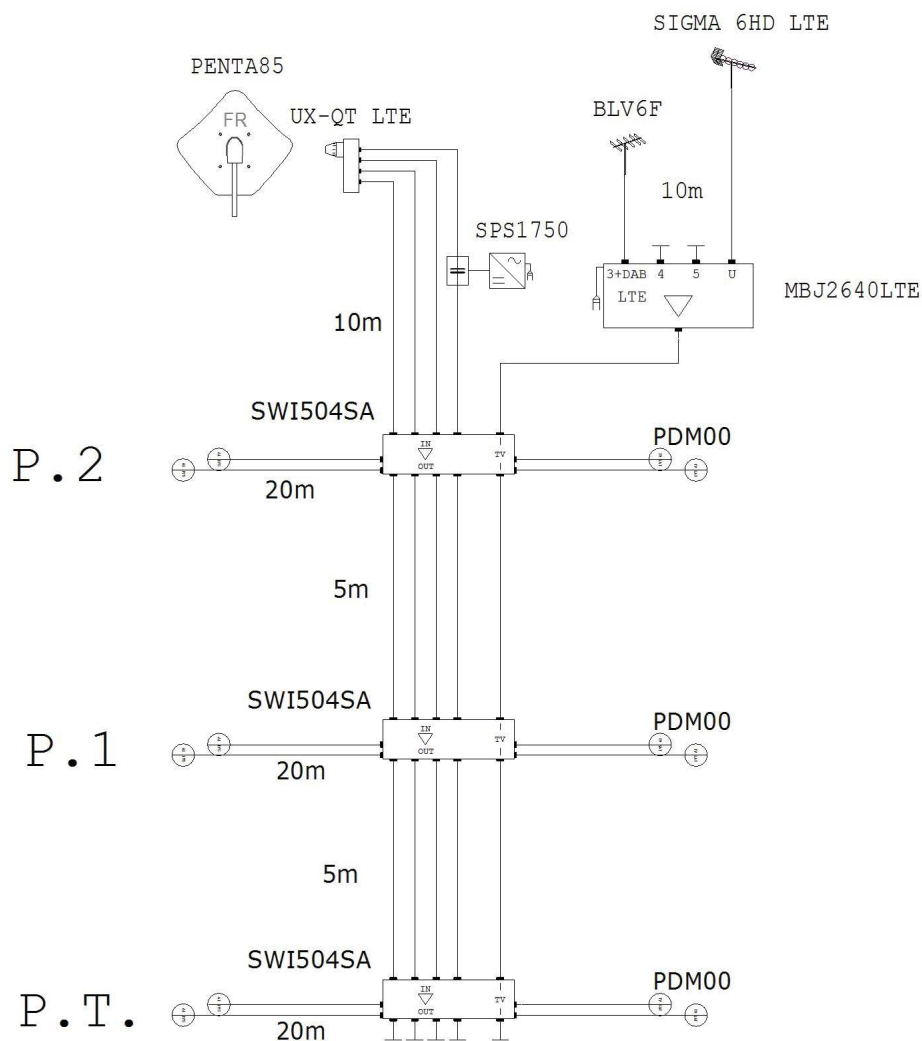 SIGMA 6HD LTE
PENTA85
FR
UX-QT LTE
BLV6F
10m
SPS1750
3+DAB 4 5 U
LTE
MBJ2640LTE
10m
SWI504SA
PDM00
IN
OUT
TV
P.2
20m
5m
SWI504SA
PDM00
IN
OUT
TV
P.1
20m
5m
SWI504SA
PDM00
IN
OUT
TV
P.T.
20m